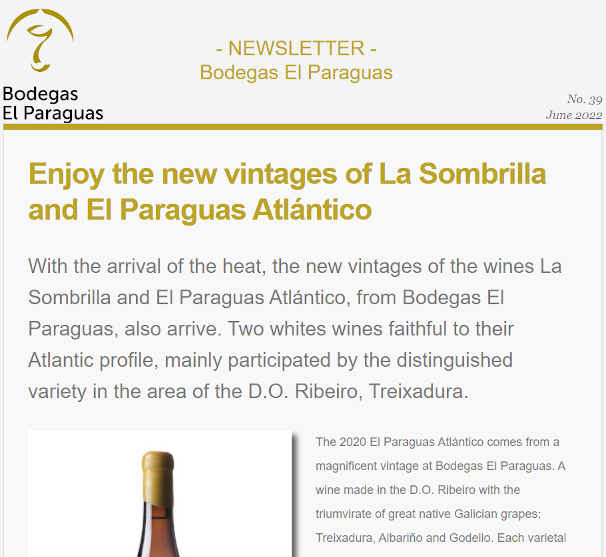 - NEWSLETTER -
Bodegas El Paraguas
Bodegas
El Paraguas
No. 39
June 2022
Enjoy the new vintages of La Sombrilla
and El Paraguas Atlántico
With the arrival of the heat, the new vintages of the wines La
Sombrilla and El Paraguas Atlántico, from Bodegas El
Paraguas, also arrive. Two whites wines faithful to their
Atlantic profile, mainly participated by the distinguished
variety in the area of the D.O. Ribeiro, Treixadura.
The 2020 El Paraguas Atlántico comes from a
magnificent vintage at Bodegas El Paraguas. A
wine made in the D.O. Ribeiro with the
triumvirate of great native Galician grapes:
Treixadura, Albariño and Godello. Each varietal